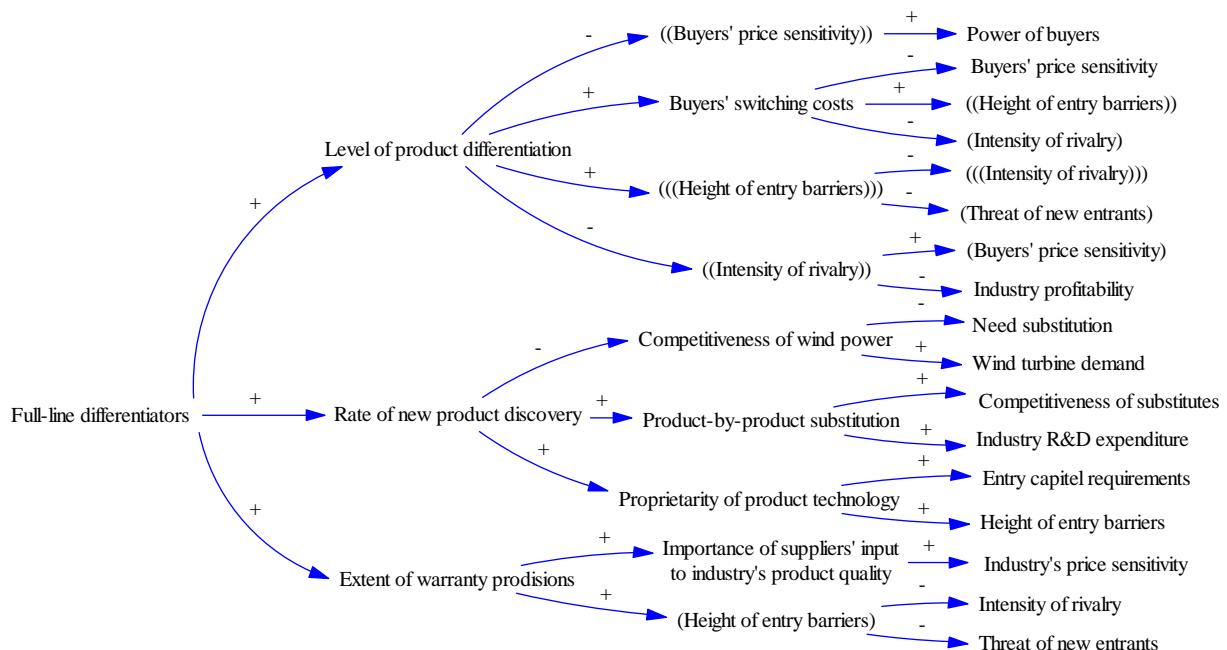 +
- ((Buyers' price sensitivity)) Power of buyers
- Buyers' price sensitivity
+ + 
Buyers' switching costs ((Height of entry barriers))
-
(Intensity of rivalry)
Level of product differentiation
+ -
(((Height of entry barriers))) (((Intensity of rivalry)))
-
(Threat of new entrants)
+
- +
(Buyers' price sensitivity)
((Intensity of rivalry)) -
Industry profitability
-
Competitiveness of wind power Need substitution
- +
Wind turbine demand
+
Competitiveness of substitutes
Full-line differentiators + Rate of new product discovery + Product-by-product substitution
+
Industry R&D expenditure
+ +
Entry capitel requirements
Proprietarity of product technology
+ +
Height of entry barriers
+ Importance of suppliers' input +
to industry's product quality Industry's price sensitivity
Extent of warranty prodisions
+ -
Intensity of rivalry
(Height of entry barriers)
-
Threat of new entrants